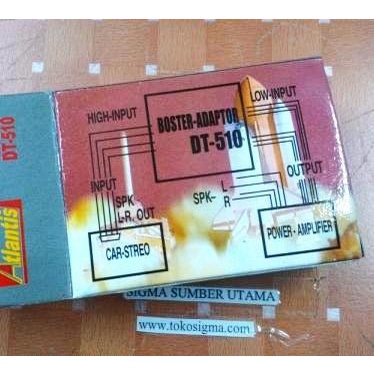 Atlantis
DT-510
HIGH-INPUT
BOSTER-ADAPTOR
DT-510
LOW-INPUT
INPUT
SPK
L-R. OUT
CAR-STREO
SPK- L
R
OUTPUT
POWER - AMPLIFIER
SIGMA SUMBER UTAMA
www.tokosigma.com